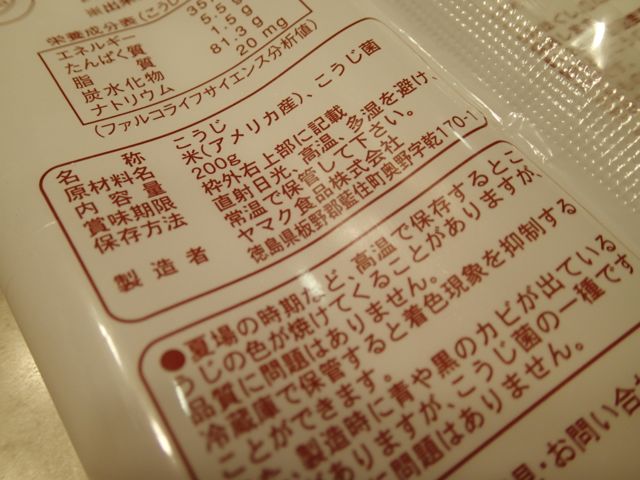 栄養成分表(こうじ
エネルギー 35
たんぱく質 5.5g
脂質 1.5g
炭水化物 81.3g
ナトリウム 20mg
(ファルコライフサイエンス分析値)
名称 こうじ
原材料名 米(アメリカ産)、こうじ菌
内容量 200g
賞味期限 枠外右上部に記載
保存方法 直射日光、高温、多湿を避け、
常温で保管して下さい。
製造者 ヤマク食品株式会社
徳島県板野郡藍住町奥野字乾170-1
●夏場の時期など、高温で保存するとこ
うじの色が焼けてくることがありますが、
品質に問題はありません。
冷蔵庫で保管すると着色現象を抑制する
ことができます。
製造時に青や黒のカビが出ている
ありますが、こうじ菌の一種です
に問題はありません。
・お問い合わ